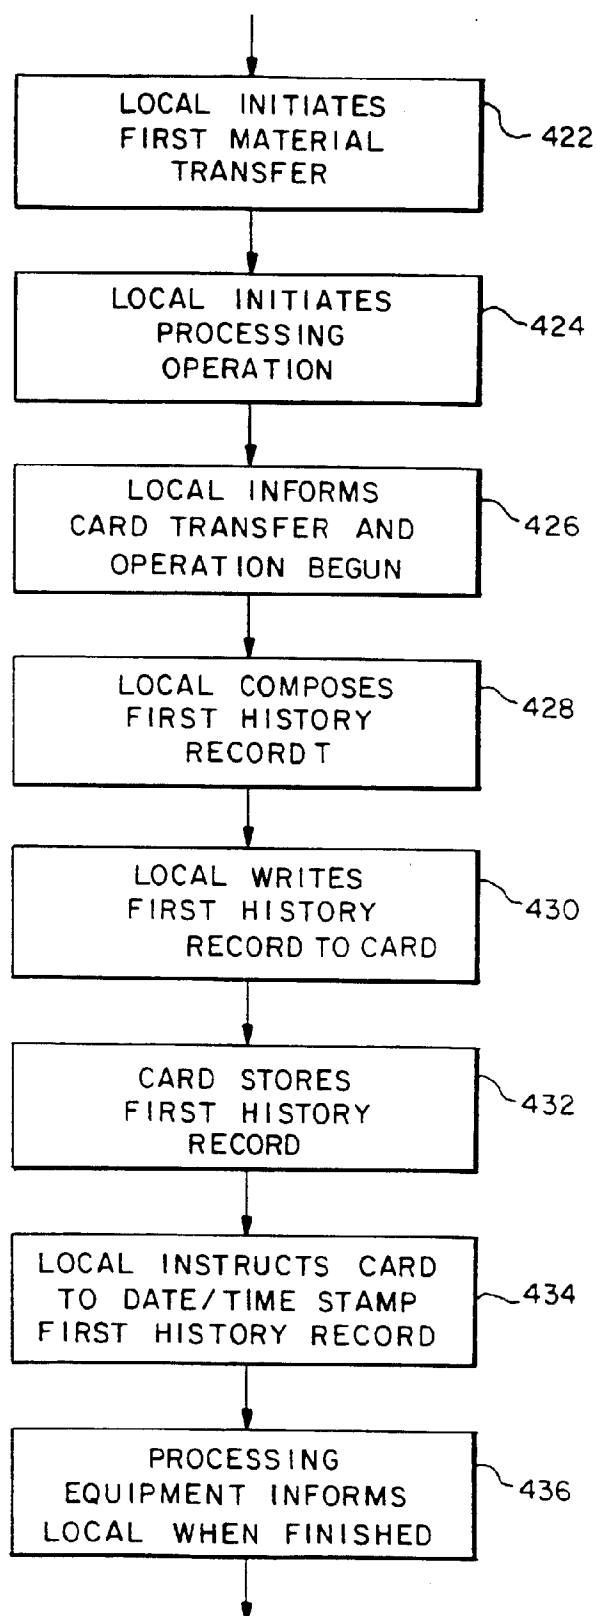 LOCAL INITIATES
FIRST MATERIAL
TRANSFER
422
LOCAL INITIATES
PROCESSING
OPERATION
424
LOCAL INFORMS
CARD TRANSFER AND
OPERATION BEGUN
426
LOCAL COMPOSES
FIRST HISTORY
RECORD T
428
LOCAL WRITES
FIRST HISTORY
RECORD TO CARD
430
CARD STORES
FIRST HISTORY
RECORD
432
LOCAL INSTRUCTS CARD
TO DATE/TIME STAMP
FIRST HISTORY RECORD
434
PROCESSING
EQUIPMENT INFORMS
LOCAL WHEN FINISHED
436